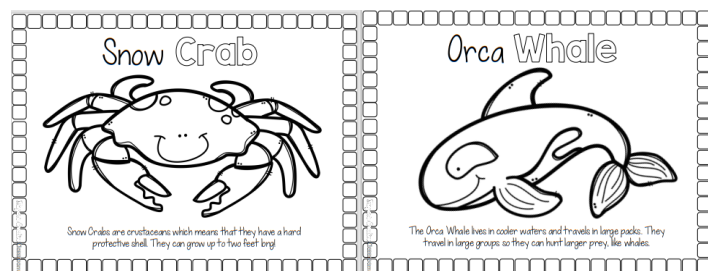 Snow Crab
Snow Crabs are crustaceans which means that they have a hard
protective shell. They can grow up to two feet long!
Orca Whale
The Orca Whale lives in cooler waters and travels in large packs. They
travel in large groups so they can hunt larger prey, like whales.